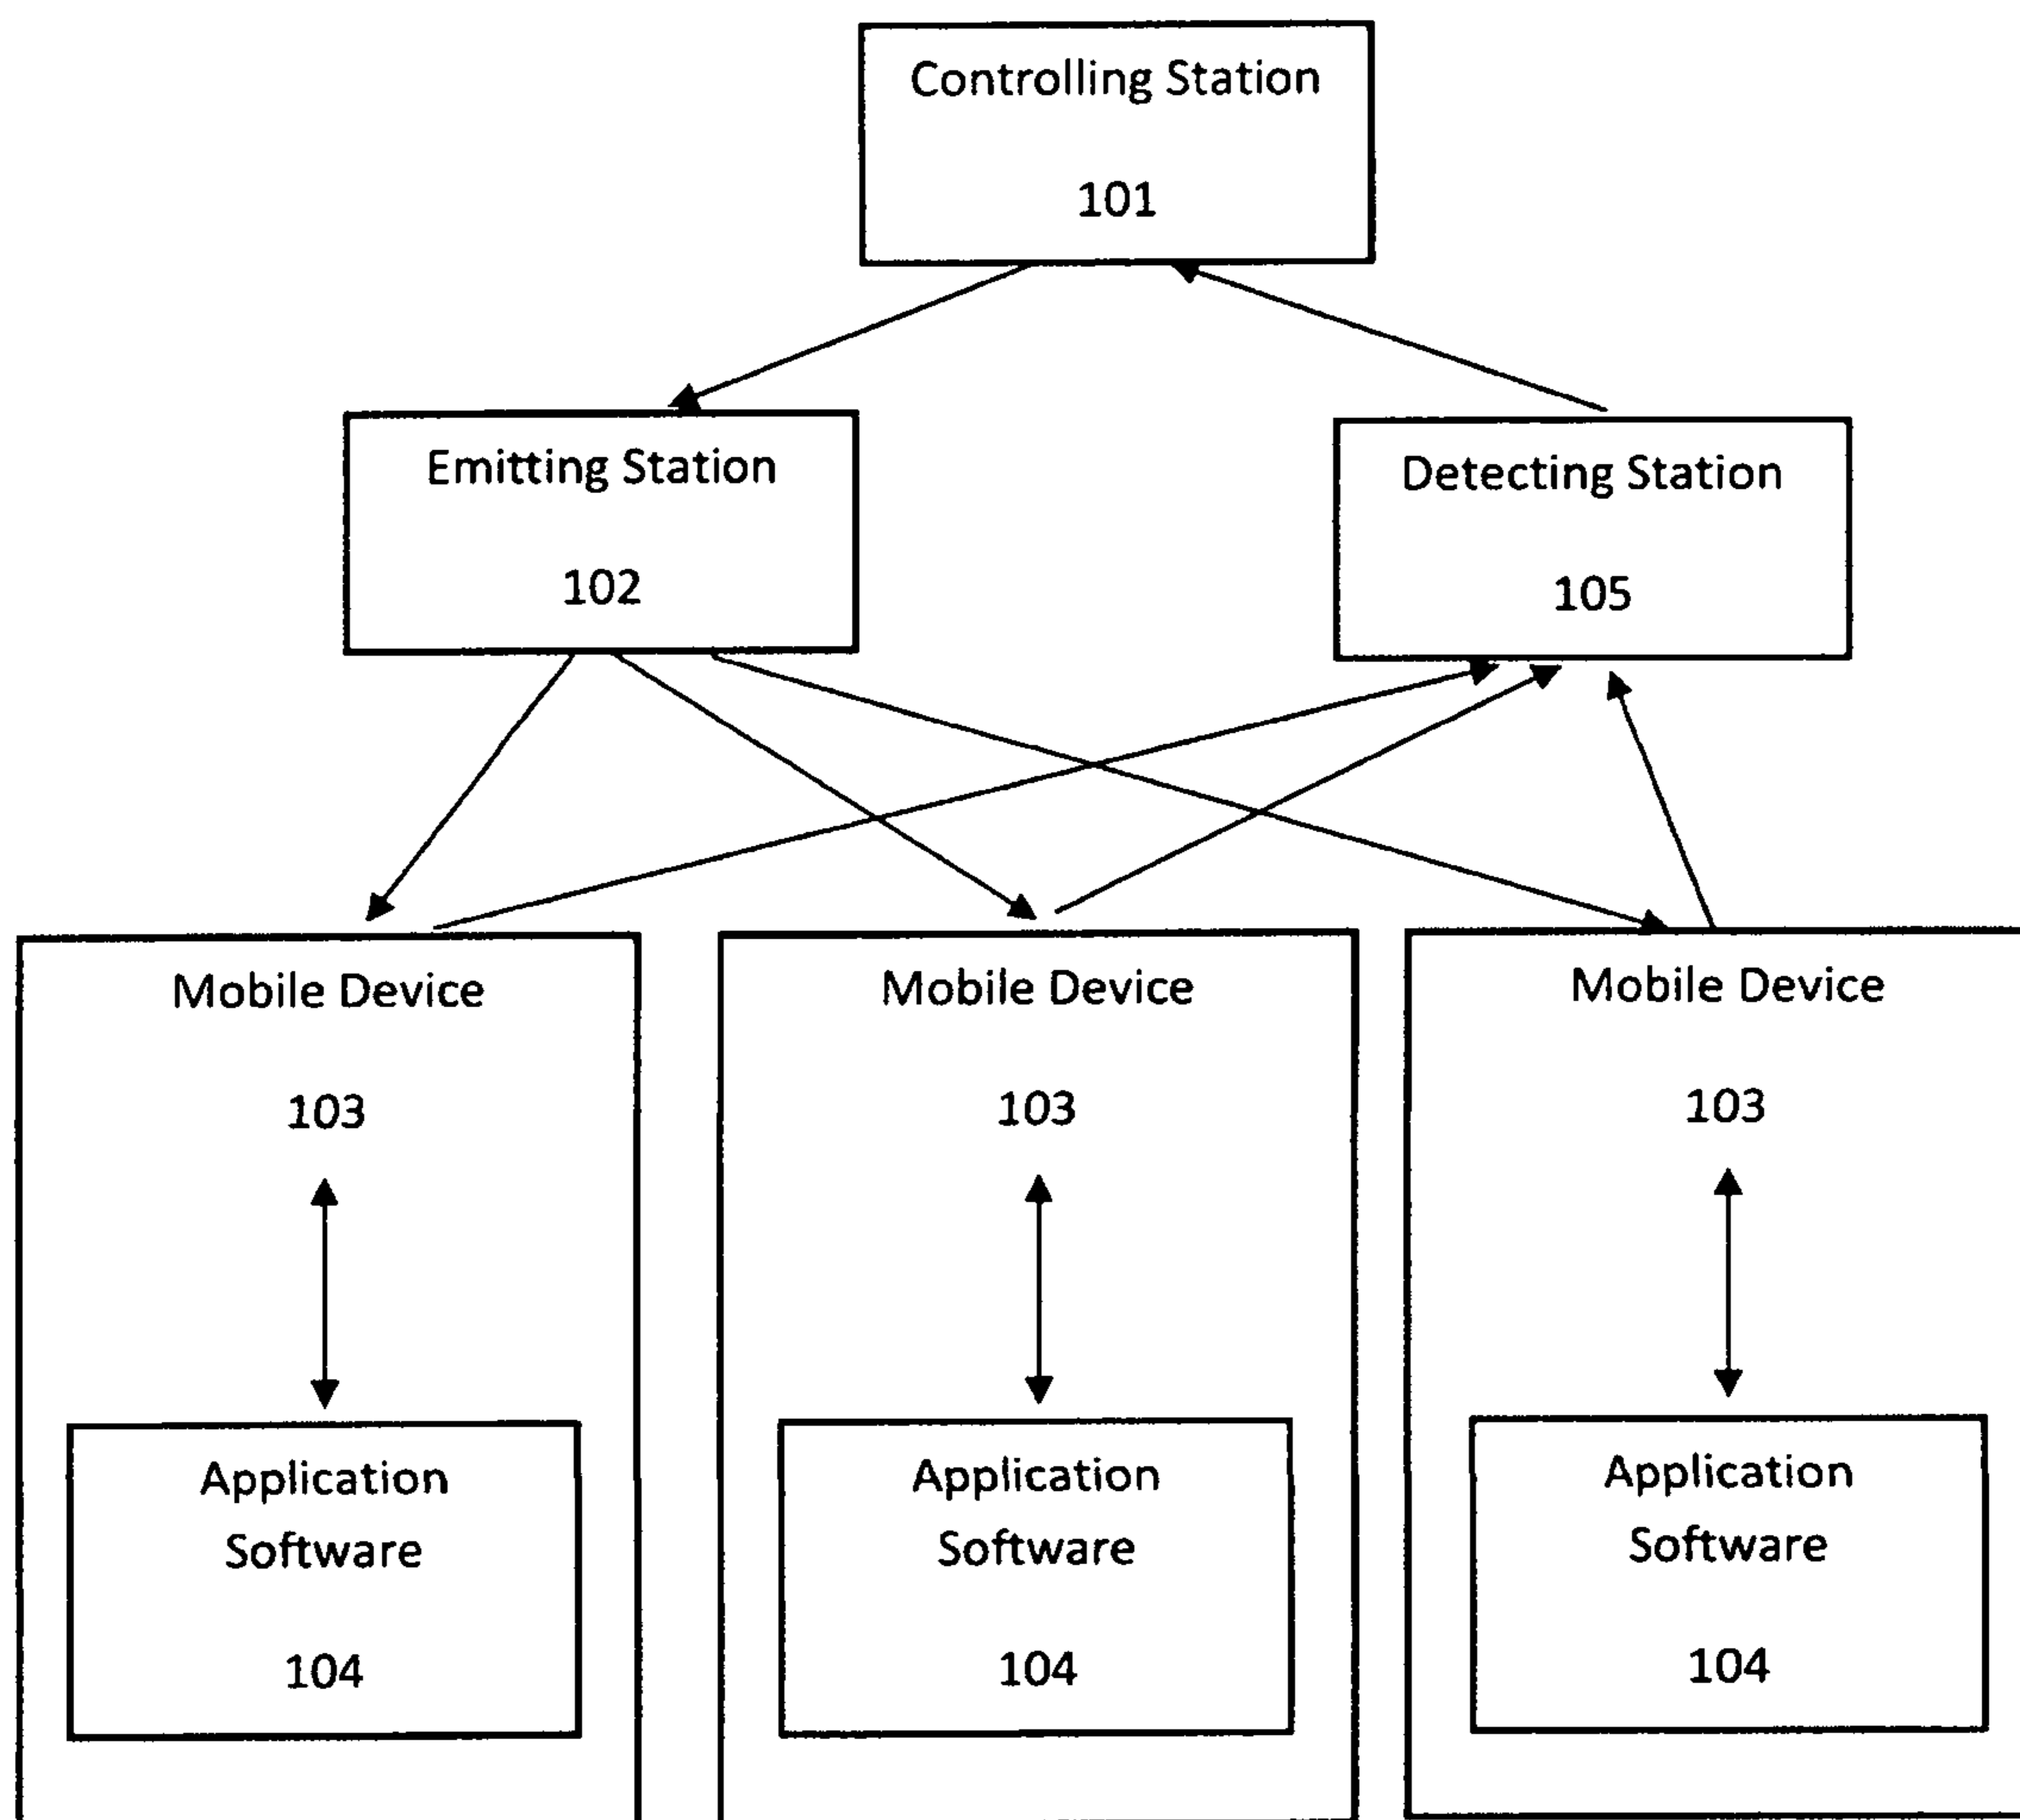 Controlling Station
101
Emitting Station
102
Detecting Station
105
Mobile Device
103
Application
Software
104
Mobile Device
103
Application
Software
104
Mobile Device
103
Application
Software
104